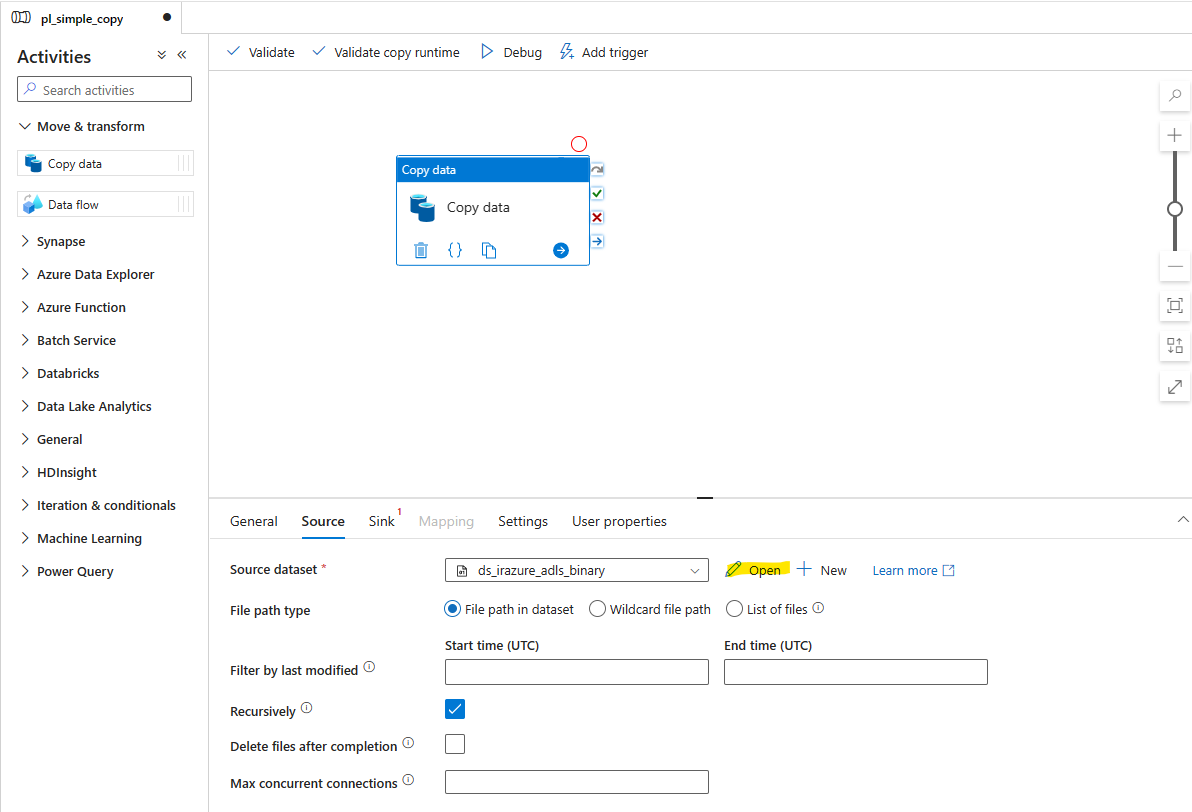 pl_simple_copy
Activities
Search activities
Move & transform
Copy data
Data flow
Synapse
Azure Data Explorer
Azure Function
Batch Service
Databricks
Data Lake Analytics
General
HDInsight
Iteration & conditionals
Machine Learning
Power Query
Validate Validate copy runtime Debug Add trigger
Copy data
Copy data
{}
General Source Sink 1 Mapping Settings User properties
Source dataset * ds_irazure_adls_binary Open New Learn more
File path type File path in dataset Wildcard file path List of files
Start time (UTC) End time (UTC)
Filter by last modified
Recursively
Delete files after completion
Max concurrent connections